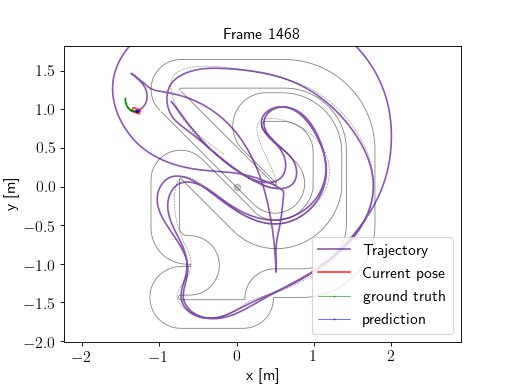 Frame 1468
y [m]
1.5
1.0
0.5
0.0
−0.5
−1.0
−1.5
−2.0
−2
−1
0
1
2
x [m]
Trajectory
Current pose
ground truth
prediction